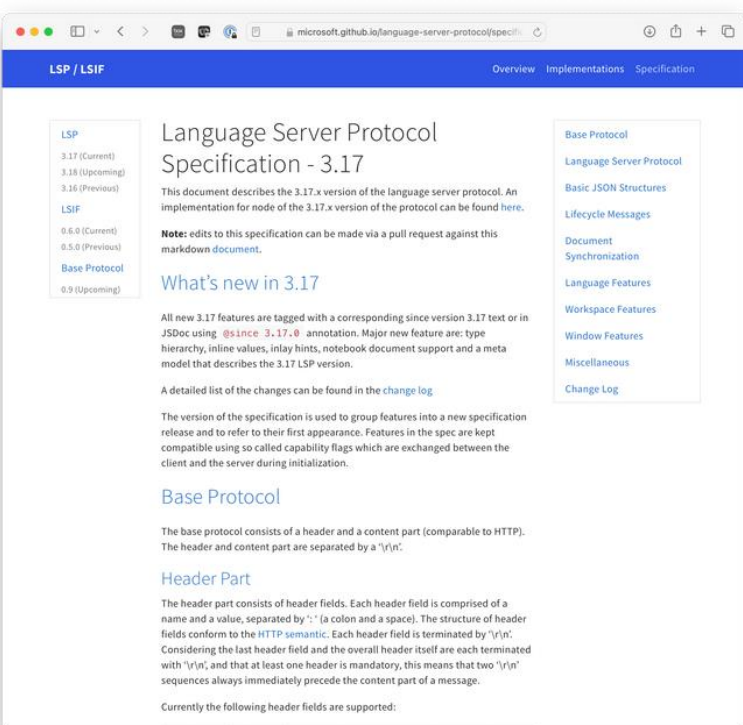 microsoft.github.io/language-server-protocol/specifi
LSP / LSIF
Overview Implementations Specification
LSP
3.17 (Current)
3.18 (Upcoming)
3.16 (Previous)
LSIF
0.6.0 (Current)
0.5.0 (Previous)
Base Protocol
0.9 (Upcoming)
Language Server Protocol
Specification - 3.17
This document describes the 3.17.x version of the language server protocol. An
implementation for node of the 3.17.x version of the protocol can be found here.
Note: edits to this specification can be made via a pull request against this
markdown document.
What's new in 3.17
All new 3.17 features are tagged with a corresponding since version 3.17 text or in
JSDoc using @since 3.17.0 annotation. Major new feature are: type
hierarchy, inline values, inlay hints, notebook document support and a meta
model that describes the 3.17 LSP version.
A detailed list of the changes can be found in the change log
The version of the specification is used to group features into a new specification
release and to refer to their first appearance. Features in the spec are kept
compatible using so called capability flags which are exchanged between the
client and the server during initialization.
Base Protocol
The base protocol consists of a header and a content part (comparable to HTTP).
The header and content part are separated by a '\r\n'.
Header Part
The header part consists of header fields. Each header field is comprised of a
name and a value, separated by ': ' (a colon and a space). The structure of header
fields conform to the HTTP semantic. Each header field is terminated by '\r\n'.
Considering the last header field and the overall header itself are each terminated
with '\r\n', and that at least one header is mandatory, this means that two '\r\n'
sequences always immediately precede the content part of a message.
Currently the following header fields are supported:
Base Protocol
Language Server Protocol
Basic JSON Structures
Lifecycle Messages
Document
Synchronization
Language Features
Workspace Features
Window Features
Miscellaneous
Change Log